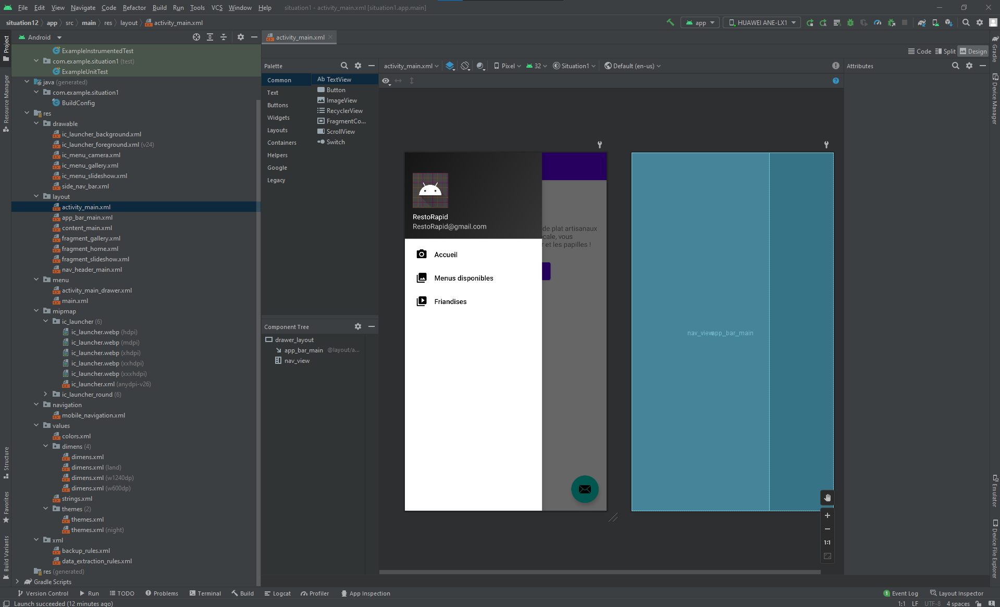 File Edit View Navigate Code Refactor Build Run Tools VCS Window Help situation1 - activity_main.xml [situation1.app.main]
situation12 app src main res layout activity_main.xml
app HUAWEI ANE-LX1
Project
Resource Manager
Structure
Favorites
Build Variants
Android
ExampleInstrumentedTest
com.example.situation1 (test)
ExampleUnitTest
java (generated)
com.example.situation1
BuildConfig
res
drawable
ic_launcher_background.xml
ic_launcher_foreground.xml (v24)
ic_menu_camera.xml
ic_menu_gallery.xml
ic_menu_slideshow.xml
side_nav_bar.xml
layout
activity_main.xml
app_bar_main.xml
content_main.xml
fragment_gallery.xml
fragment_home.xml
fragment_slideshow.xml
nav_header_main.xml
menu
activity_main_drawer.xml
main.xml
mipmap
ic_launcher (6)
ic_launcher.webp (hdpi)
ic_launcher.webp (mdpi)
ic_launcher.webp (xhdpi)
ic_launcher.webp (xxhdpi)
ic_launcher.webp (xxxhdpi)
ic_launcher.xml (anydpi-v26)
ic_launcher_round (6)
navigation
mobile_navigation.xml
values
colors.xml
dimens (4)
dimens.xml
dimens.xml (land)
dimens.xml (w1240dp)
dimens.xml (w600dp)
strings.xml
themes (2)
themes.xml
themes.xml (night)
xml
backup_rules.xml
data_extraction_rules.xml
res (generated)
Gradle Scripts
activity_main.xml
Code Split Design
Palette
Common
Text
Buttons
Widgets
Layouts
Containers
Helpers
Google
Legacy
Ab TextView
Button
ImageView
RecyclerView
FragmentCo...
ScrollView
Switch
Component Tree
drawer_layout
app_bar_main @layout/a...
nav_view
activity_main.xml Pixel 32 Situation1 Default (en-us)
?
RestoRapid
RestoRapid@gmail.com
Accueil
Menus disponibles
Friandises
de plat artisanaux
cale, vous
r et les papilles !
nav_view app_bar_main
1:1
Attributes
Gradle
Device Manager
Emulator
Device File Explorer
Version Control Run TODO Problems Terminal Build Logcat Profiler App Inspection 1 Event Log Layout Inspector
Launch succeeded (12 minutes ago) 1:1 LF UTF-8 4 spaces